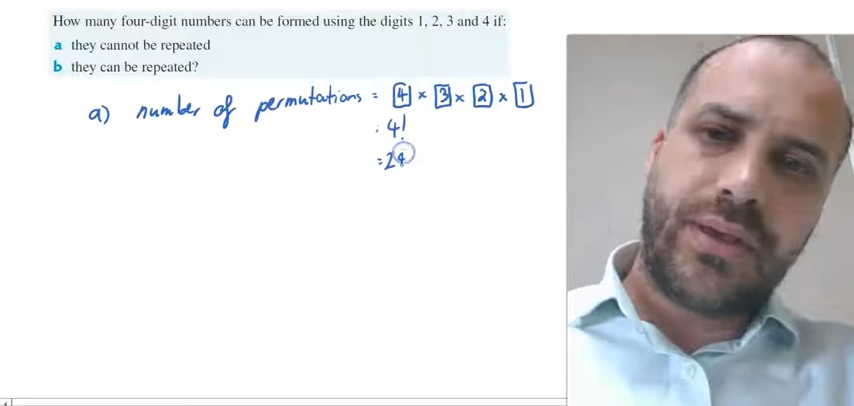 How many four-digit numbers can be formed using the digits 1, 2, 3 and 4 if:
a they cannot be repeated
b they can be repeated?
a) number of permutations = 4 × 3 × 2 × 1
= 4!
= 24